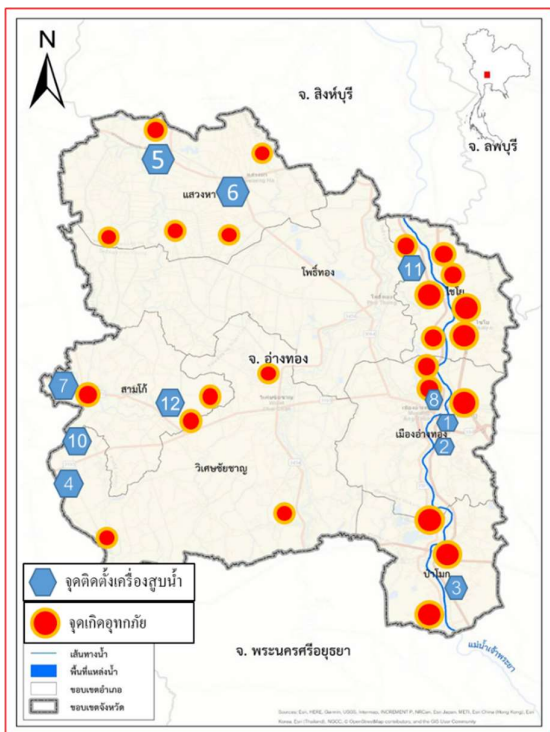 N
จ. สิงห์บุรี
จ. ลพบุรี
5
6
แสวงหา
11
โพธิ์ทอง
ไชโย
จ. อ่างทอง
7
สามโก้
12
8
1
เมืองอ่างทอง
2
10
4
วิเศษชัยชาญ
ป่าโมก
3
จุดติดตั้งเครื่องสูบน้ำ
จุดเกิดอุทกภัย
จ. พระนครศรีอยุธยา
แม่น้ำเจ้าพระยา
เส้นทางน้ำ
พื้นที่แหล่งน้ำ
ขอบเขตอำเภอ
ขอบเขตจังหวัด